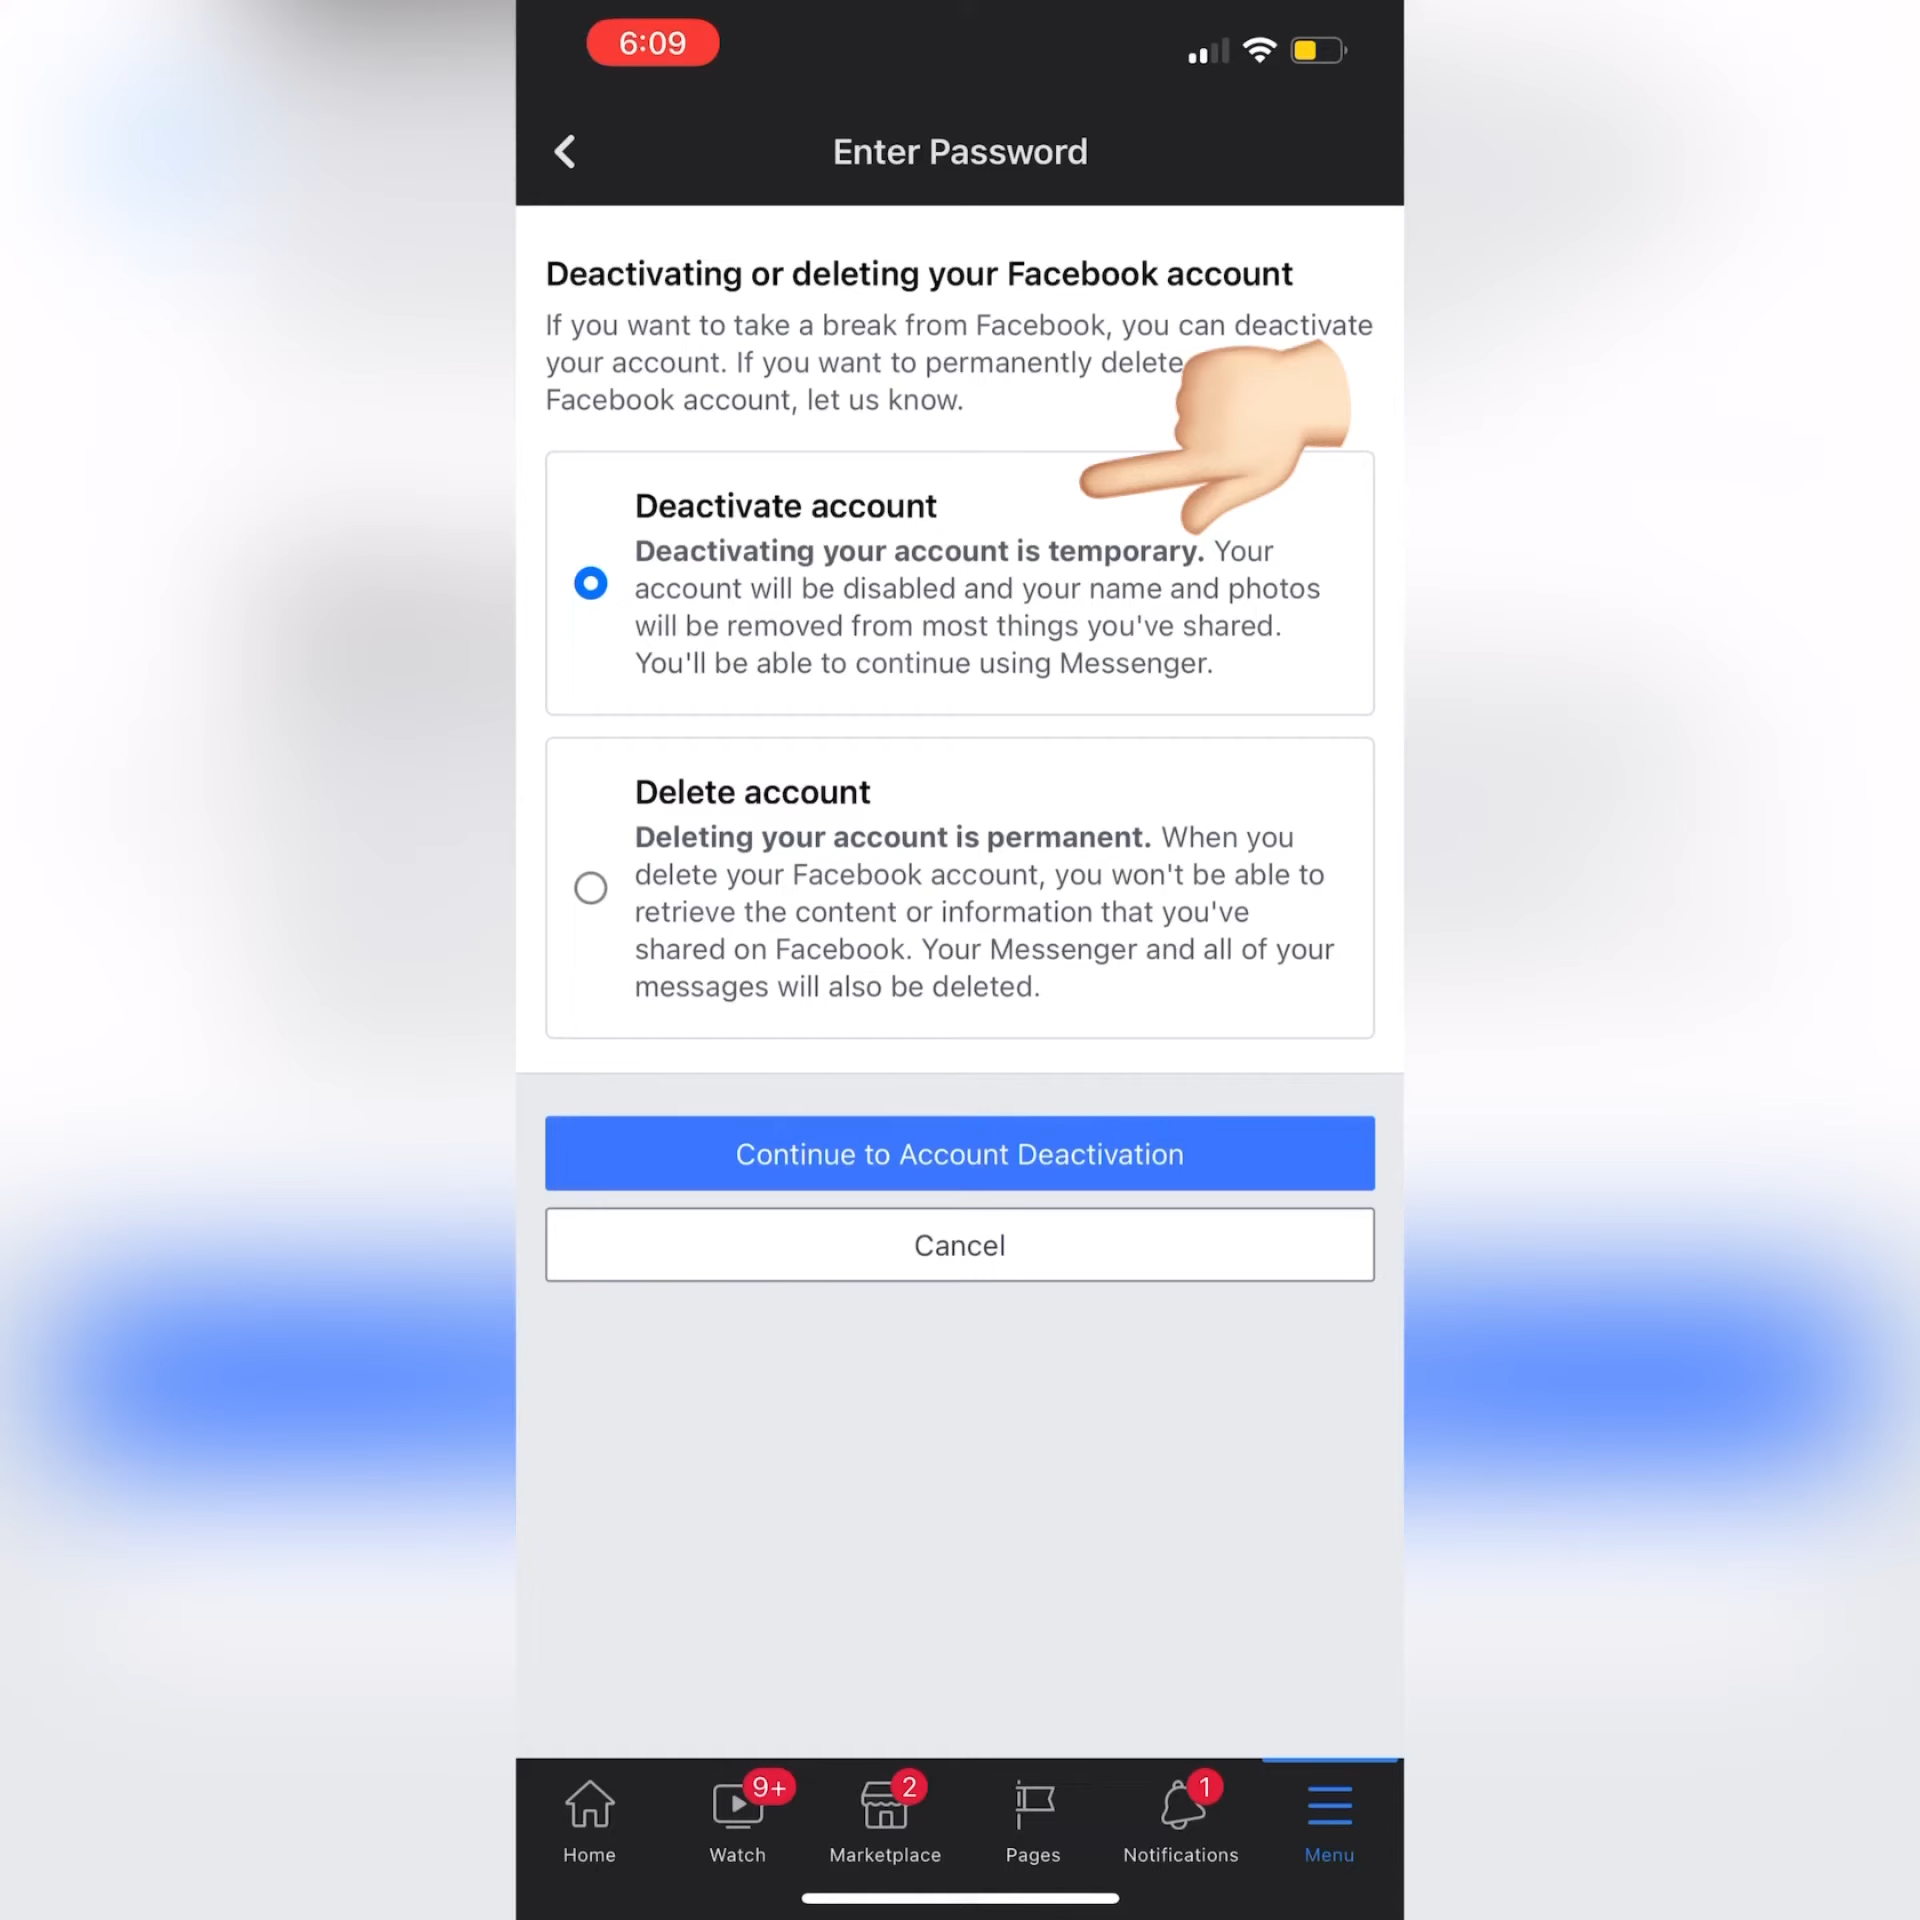 6:09
Enter Password
Deactivating or deleting your Facebook account
If you want to take a break from Facebook, you can deactivate
your account. If you want to permanently delete
Facebook account, let us know.
Deactivate account
Deactivating your account is temporary. Your
account will be disabled and your name and photos
will be removed from most things you've shared.
You'll be able to continue using Messenger.
Delete account
Deleting your account is permanent. When you
delete your Facebook account, you won't be able to
retrieve the content or information that you've
shared on Facebook. Your Messenger and all of your
messages will also be deleted.
Continue to Account Deactivation
Cancel
9+ 2 1
Home Watch Marketplace Pages Notifications Menu